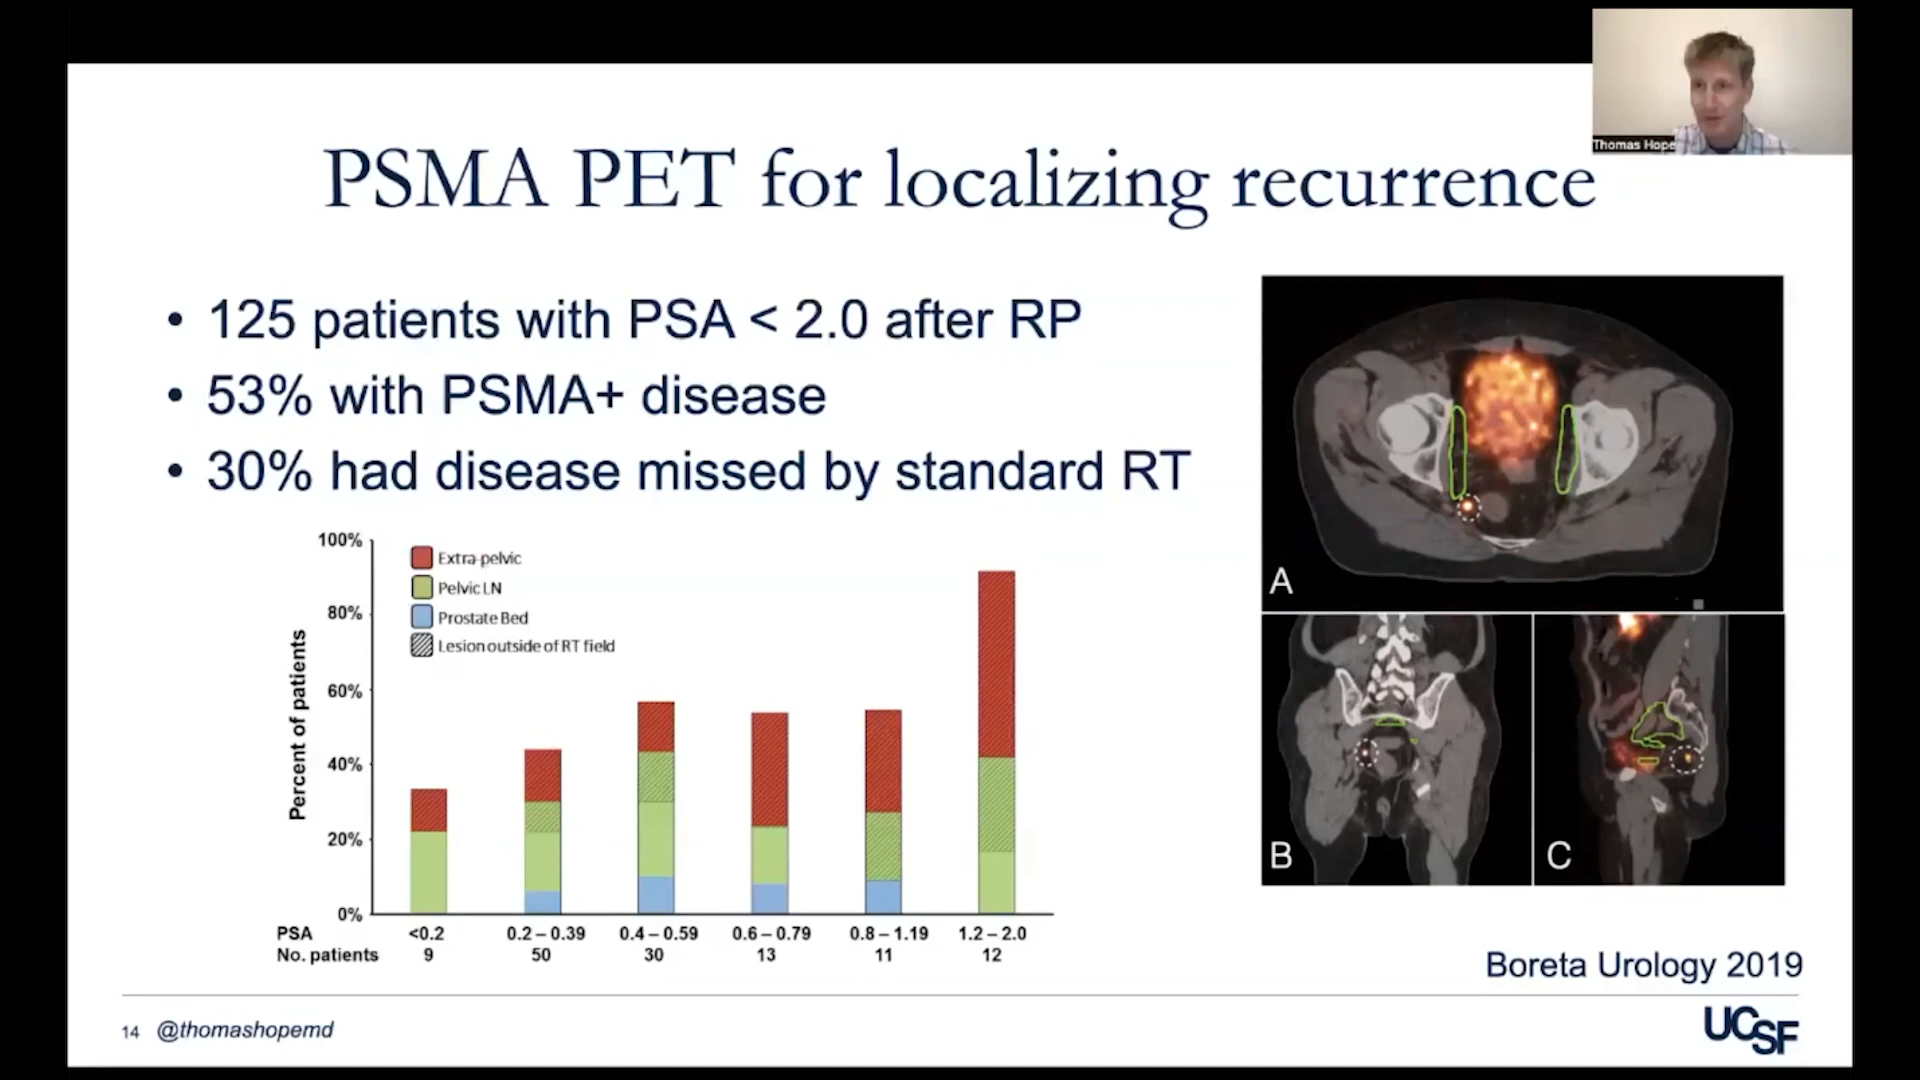 Thomas Hope
PSMA PET for localizing recurrence
• 125 patients with PSA < 2.0 after RP
• 53% with PSMA+ disease
• 30% had disease missed by standard RT
100%
80%
60%
40%
20%
0%
Percent of patients
Extra-pelvic
Pelvic LN
Prostate Bed
Lesion outside of RT field
PSA <0.2 0.2 – 0.39 0.4 – 0.59 0.6 – 0.79 0.8 – 1.19 1.2 – 2.0
No. patients 9 50 30 13 11 12
A
B
C
Boreta Urology 2019
14 @thomashopemd
UCSF